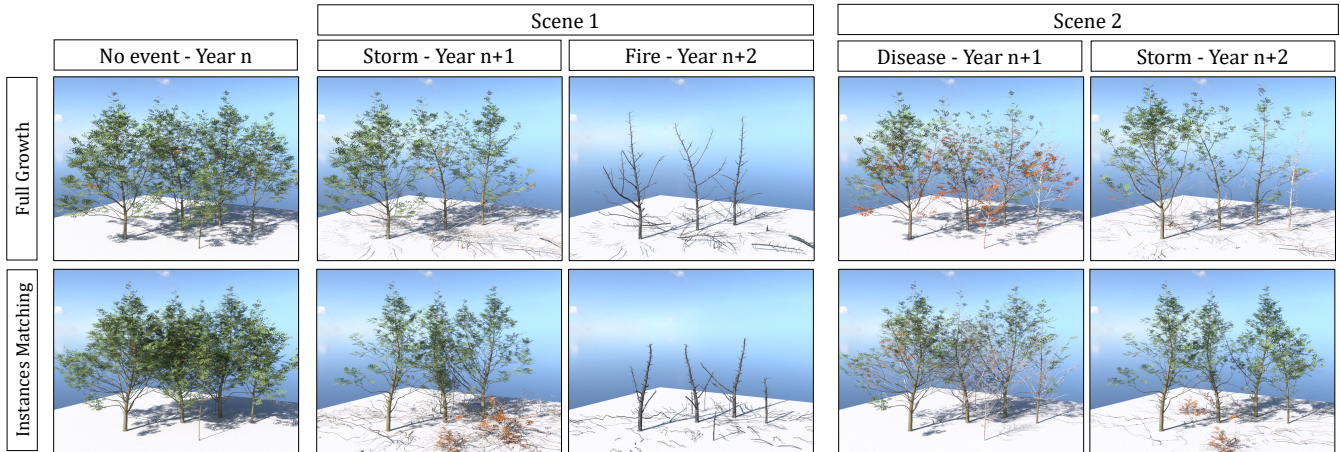 Scene 1
Scene 2
No event - Year n
Storm - Year n+1
Fire - Year n+2
Disease - Year n+1
Storm - Year n+2
Full Growth
Instances Matching